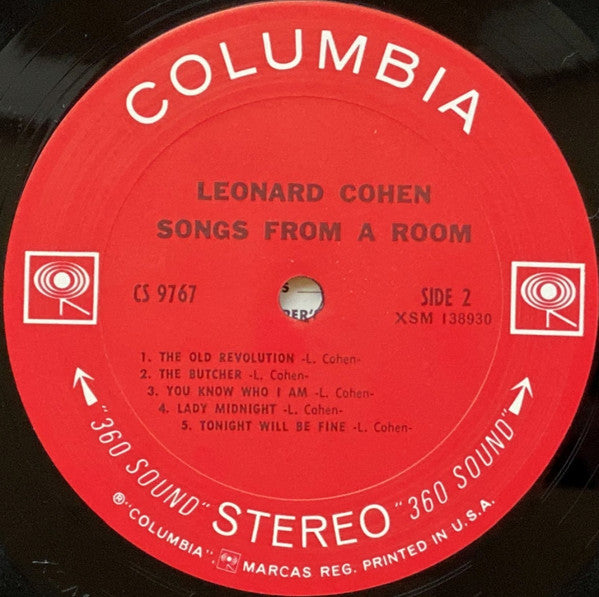 COLUMBIA
LEONARD COHEN
SONGS FROM A ROOM
CS 9767
SIDE 2
XSM 138930
1. THE OLD REVOLUTION -L. Cohen-
2. THE BUTCHER -L. Cohen-
3. YOU KNOW WHO I AM -L. Cohen-
4. LADY MIDNIGHT -L. Cohen-
5. TONIGHT WILL BE FINE -L. Cohen-
"360 SOUND" STEREO "360 SOUND"
® "COLUMBIA" MARCAS REG. PRINTED IN U.S.A.